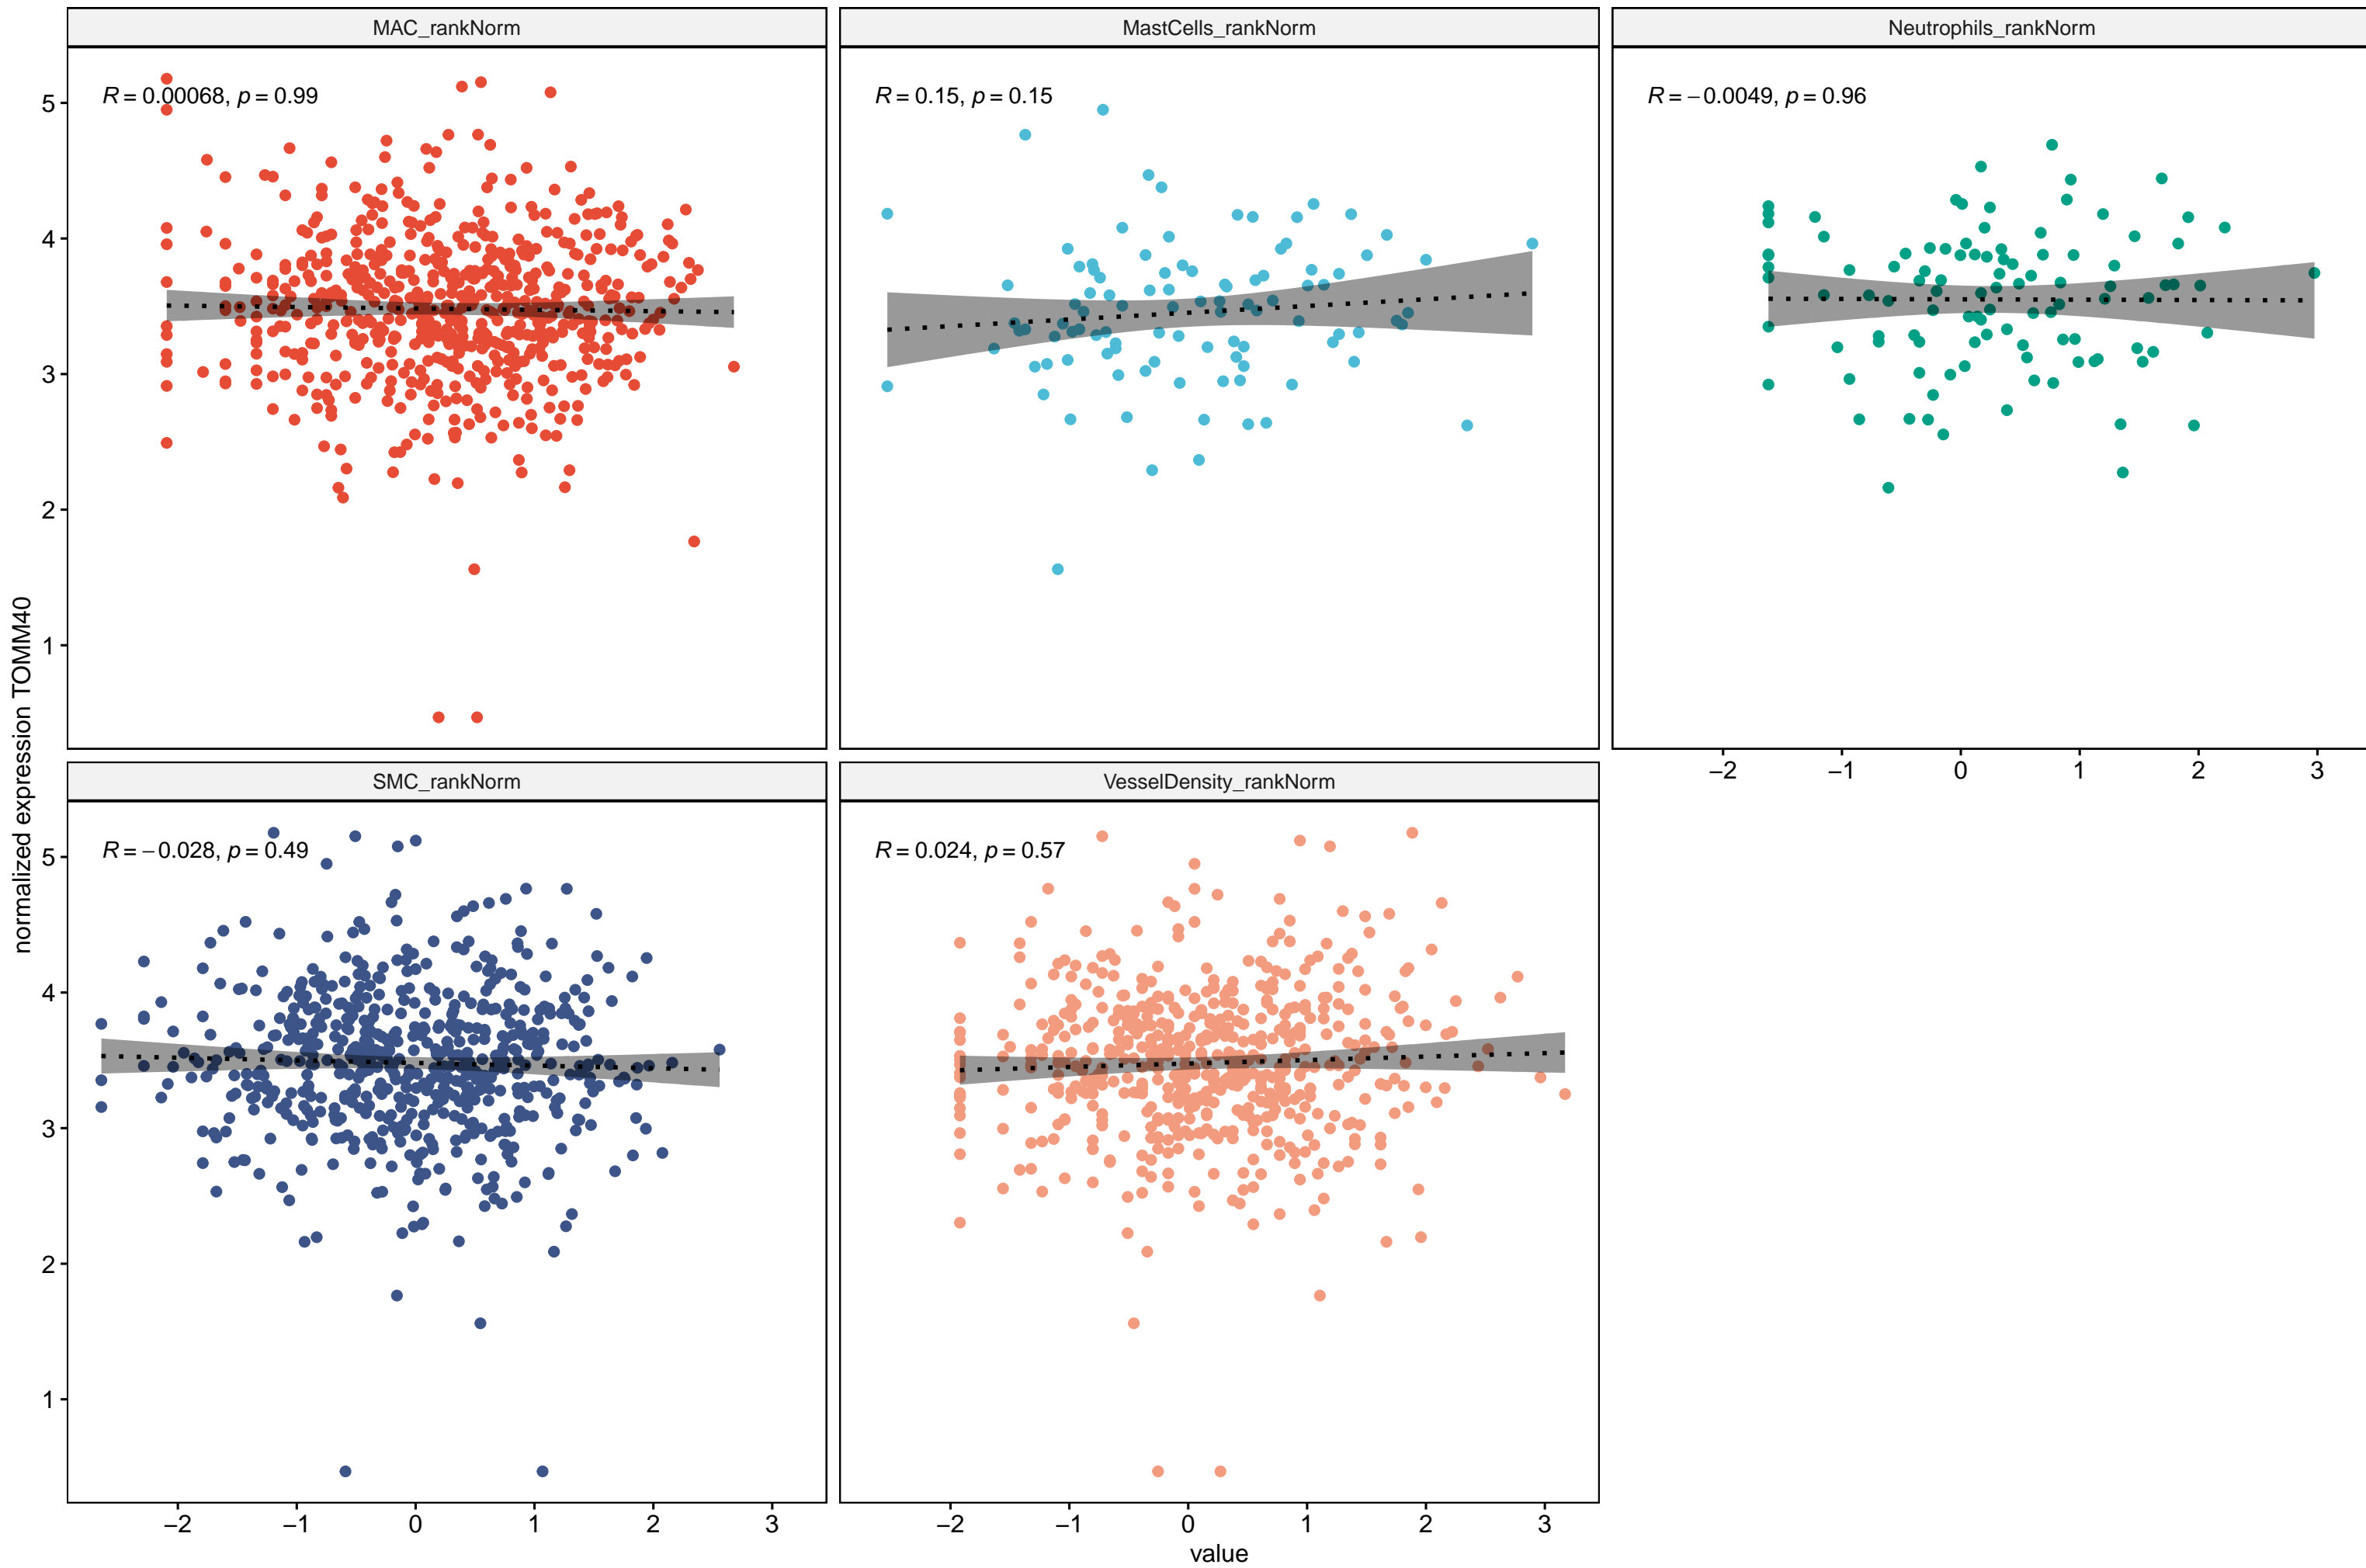 MAC_rankNorm
MastCells_rankNorm
Neutrophils_rankNorm
R = 0.00068, p = 0.99
R = 0.15, p = 0.15
R = −0.0049, p = 0.96
5
4
3
2
1
−2 −1 0 1 2 3
SMC_rankNorm
VesselDensity_rankNorm
R = −0.028, p = 0.49
R = 0.024, p = 0.57
5
4
3
2
1
−2 −1 0 1 2 3
−2 −1 0 1 2 3
normalized expression TOMM40
value